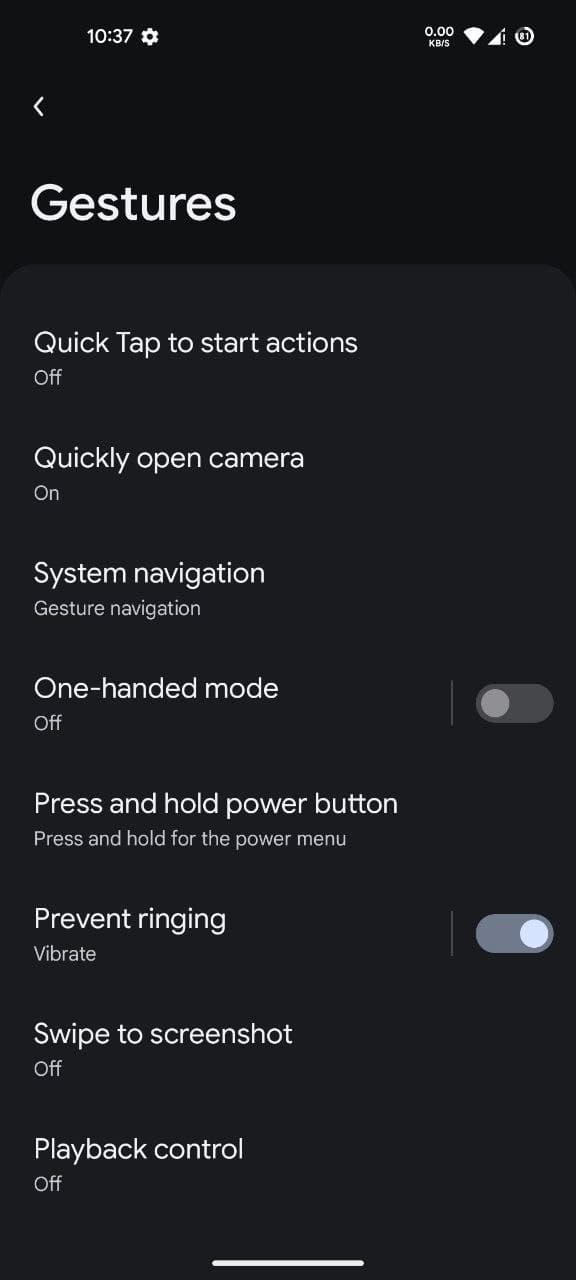 10:37
0.00
KB/S
81
Gestures
Quick Tap to start actions
Off
Quickly open camera
On
System navigation
Gesture navigation
One-handed mode
Off
Press and hold power button
Press and hold for the power menu
Prevent ringing
Vibrate
Swipe to screenshot
Off
Playback control
Off